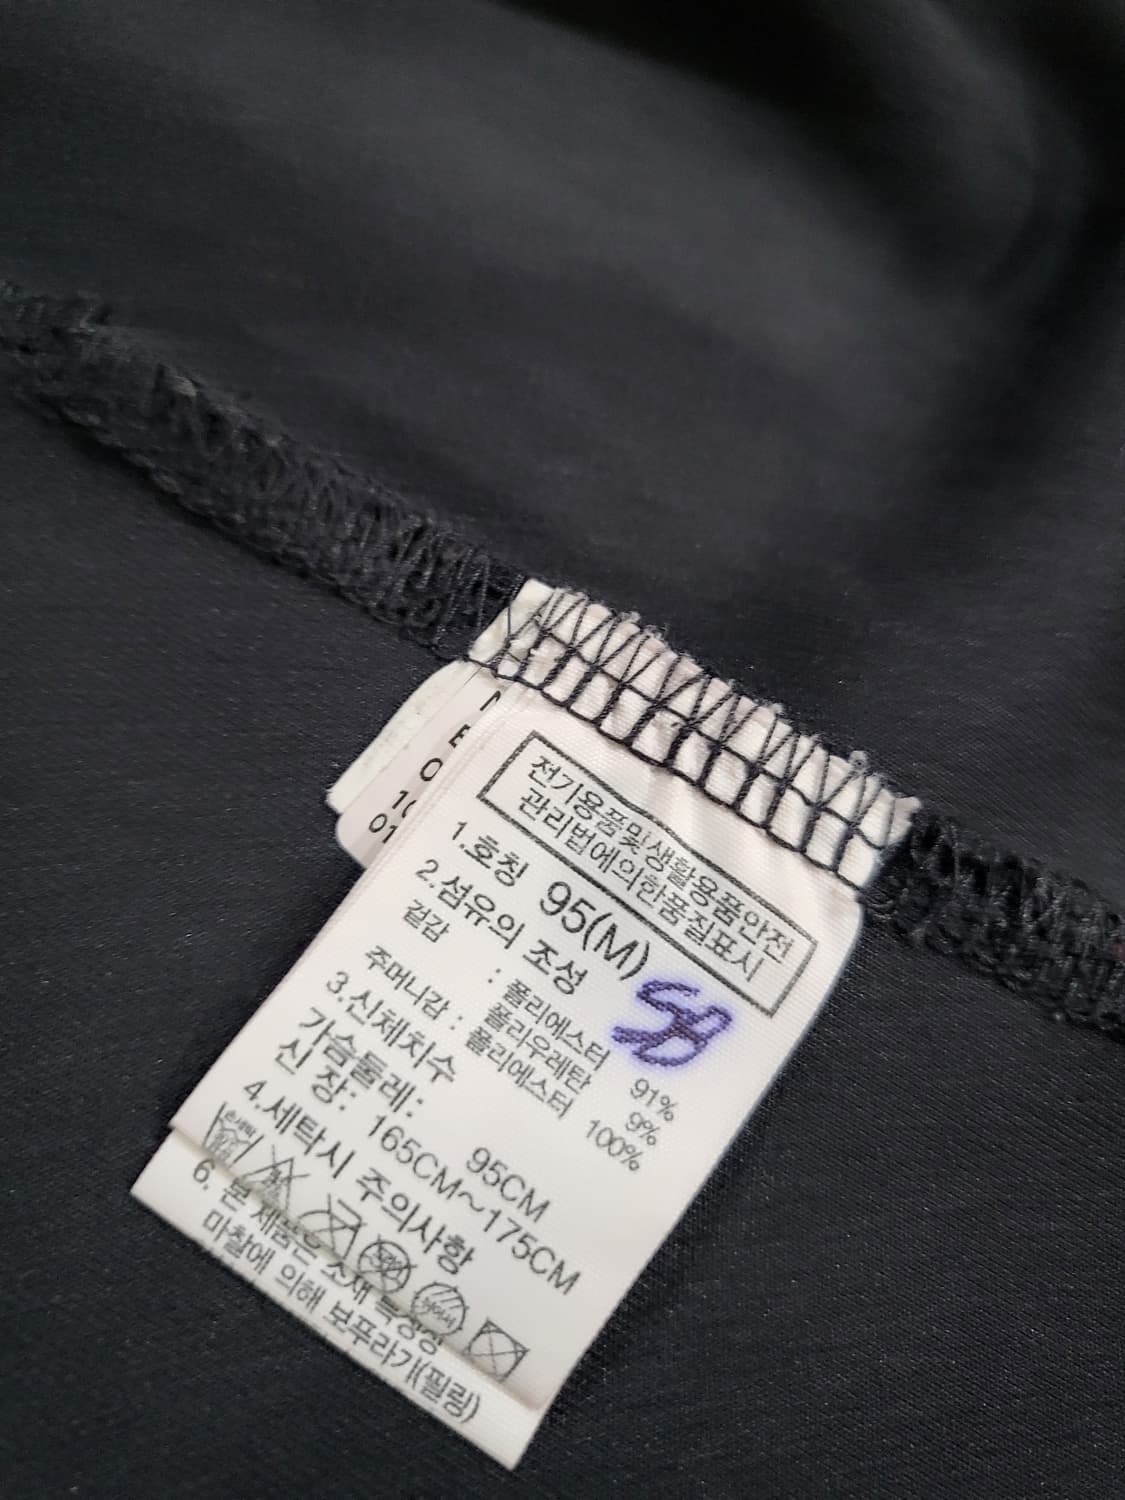 전기용품및생활용품안전
관리법에의한품질표시
1.호칭 95(M)
2.섬유의 조성
겉감 : 폴리에스터 91%
폴리우레탄 9%
주머니감 : 폴리에스터 100%
3.신체치수
가슴둘레: 95CM
신 장: 165CM~175CM
4.세탁시 주의사항
손세탁
6. 본 제품은 소재 특성상
마찰에 의해 보푸라기(필링)
01